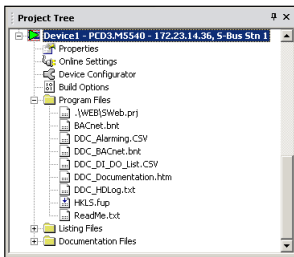 Project Tree
Device1 - PCD3.M5540 - 172.23.14.36, S-Bus Stn 1
Properties
Online Settings
Device Configurator
Build Options
Program Files
.\WEB\SWeb.prj
BACnet.bnt
DDC_Alarming.CSV
DDC_BACnet.bnt
DDC_DI_DO_List.CSV
DDC_Documentation.htm
DDC_HDLog.txt
HKLS.fup
ReadMe.txt
Listing Files
Documentation Files